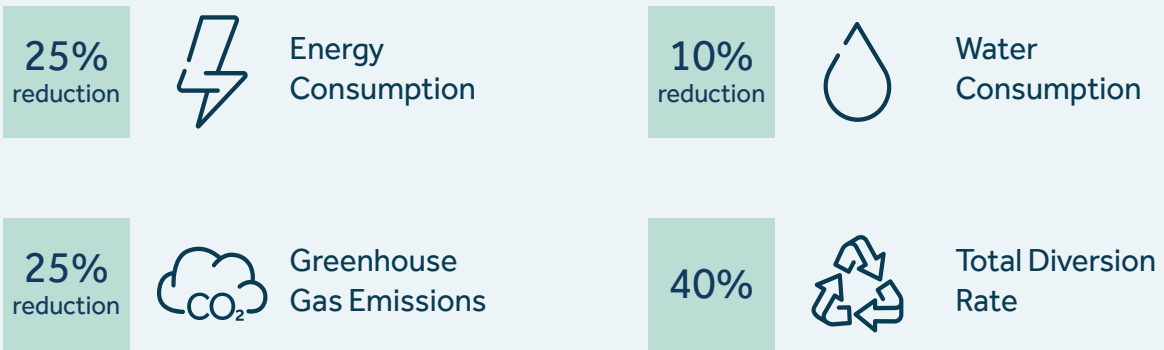 25%
reduction
Energy
Consumption
10%
reduction
Water
Consumption
25%
reduction
CO₂
Greenhouse
Gas Emissions
40%
Total Diversion
Rate